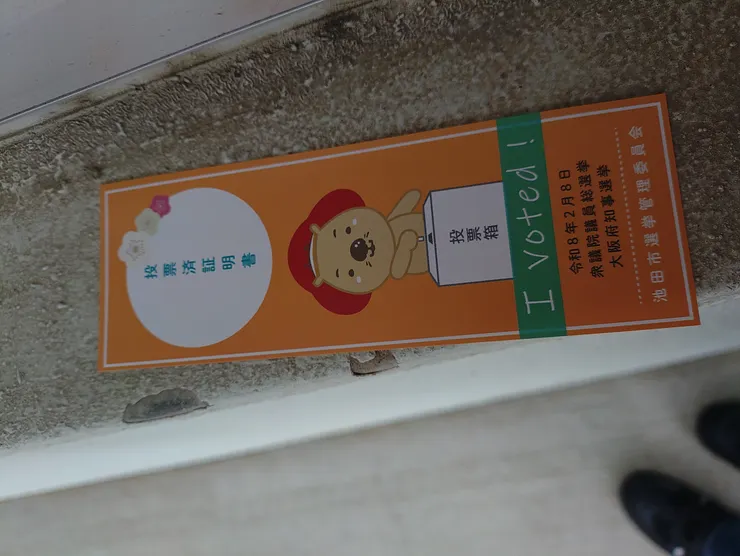 投票済
証明書
投票箱
I voted!
令和8年2月8日
衆議院議員総選挙
大阪府知事選挙
池田市選挙管理委員会